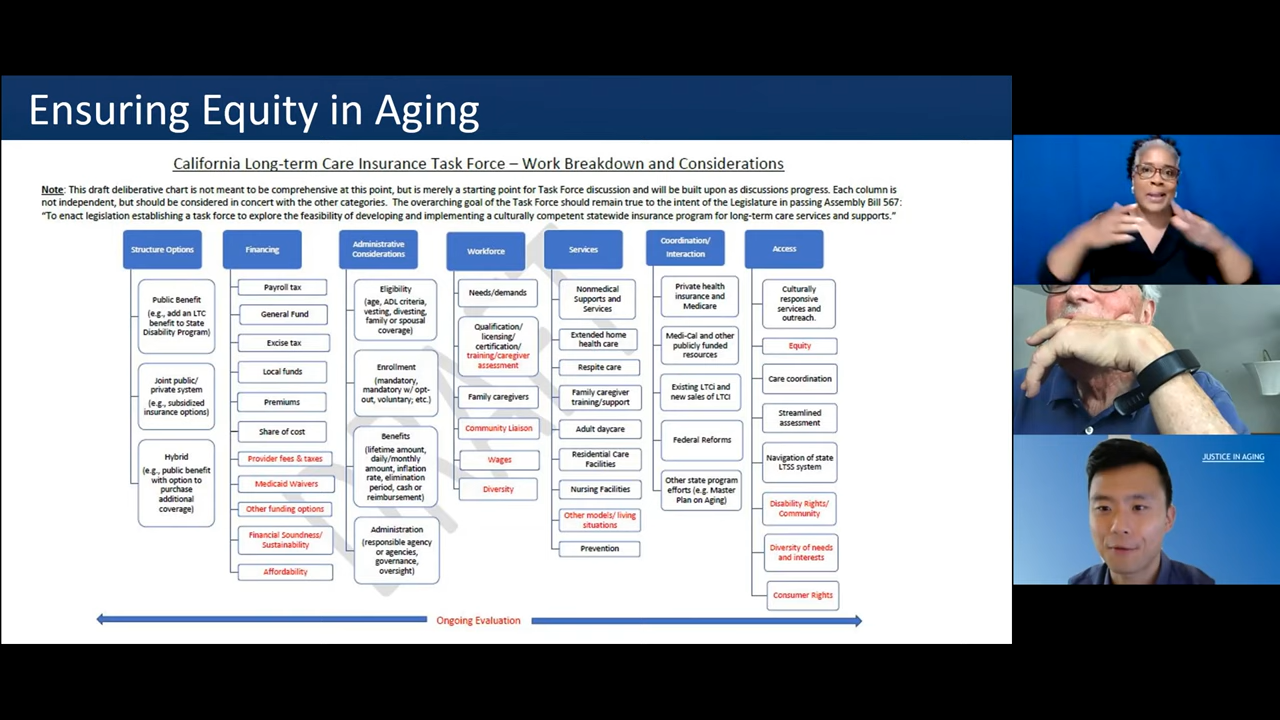 Ensuring Equity in Aging
California Long-term Care Insurance Task Force – Work Breakdown and Considerations
Note: This draft deliberative chart is not meant to be comprehensive at this point, but is merely a starting point for Task Force discussion and will be built upon as discussions progress. Each column is
not independent, but should be considered in concert with the other categories. The overarching goal of the Task Force should remain true to the intent of the Legislature in passing Assembly Bill 567:
“To enact legislation establishing a task force to explore the feasibility of developing and implementing a culturally competent statewide insurance program for long-term care services and supports.”
Structure Options
Public Benefit
(e.g., add an LTC
benefit to State
Disability Program)
Joint public/
private system
(e.g., subsidized
insurance options)
Hybrid
(e.g., public benefit
with option to
purchase
additional
coverage)
Financing
Payroll tax
General Fund
Excise tax
Local funds
Premiums
Share of cost
Provider fees & taxes
Medicaid Waivers
Other funding options
Financial Soundness/
Sustainability
Affordability
Administrative
Considerations
Eligibility
(age, ADL criteria,
vesting, divesting,
family or spousal
coverage)
Enrollment
(mandatory,
mandatory w/ opt-
out, voluntary; etc.)
Benefits
(lifetime amount,
daily/monthly
amount, inflation
rate, elimination
period, cash or
reimbursement)
Administration
(responsible agency
or agencies,
governance,
oversight)
Workforce
Needs/demands
Qualification/
licensing/
certification/
training/caregiver
assessment
Family caregivers
Community Liaison
Wages
Diversity
Services
Nonmedical
Supports and
Services
Extended home
health care
Respite care
Family caregiver
training/support
Adult daycare
Residential Care
Facilities
Nursing Facilities
Other models/ living
situations
Prevention
Coordination/
Interaction
Private health
insurance and
Medicare
Medi-Cal and other
publicly funded
resources
Existing LTCi and
new sales of LTCI
Federal Reforms
Other state program
efforts (e.g. Master
Plan on Aging)
Access
Culturally
responsive
services and
outreach.
Equity
Care coordination
Streamlined
assessment
Navigation of state
LTSS system
Disability Rights/
Community
Diversity of needs
and interests
Consumer Rights
Ongoing Evaluation
DRAFT
JUSTICE IN AGING